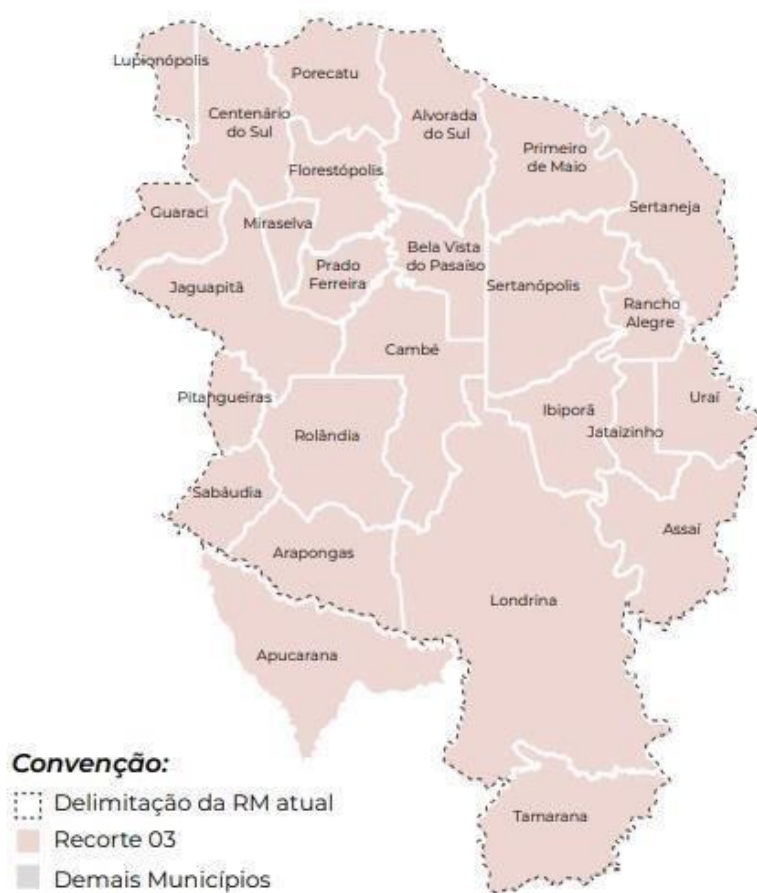 Lupionópolis
Porecatu
Centenário
do Sul
Alvorada
do Sul
Primeiro
de Maio
Florestópolis
Guaraci
Sertaneja
Miraselva
Bela Vista
do Pasaíso
Prado
Ferreira
Jaguapitã
Sertanópolis
Rancho
Alegre
Cambé
Pitangueiras
Uraí
Ibiporã
Jataizinho
Rolândia
Sabáudia
Assaí
Arapongas
Londrina
Apucarana
Tamarana
Convenção:
Delimitação da RM atual
Recorte 03
Demais Municípios